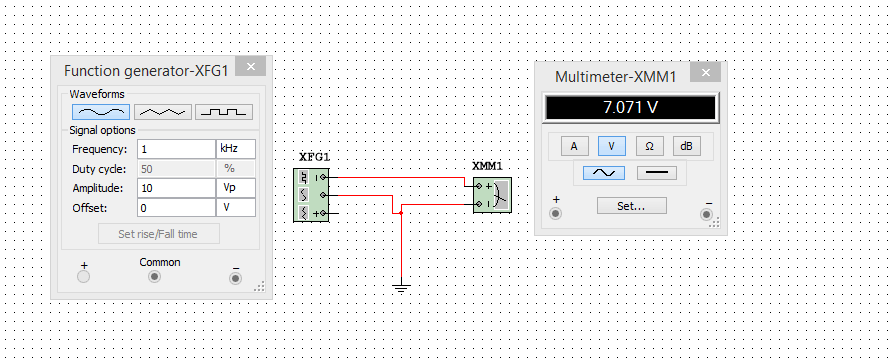 Function generator-XFG1
Waveforms
Signal options
Frequency: 1 kHz
Duty cycle: 50 %
Amplitude: 10 Vp
Offset: 0 V
Set rise/Fall time
+ Common −
XFG1
+
XMM1
+
Multimeter-XMM1
7.071 V
A V Ω dB
+ Set... −